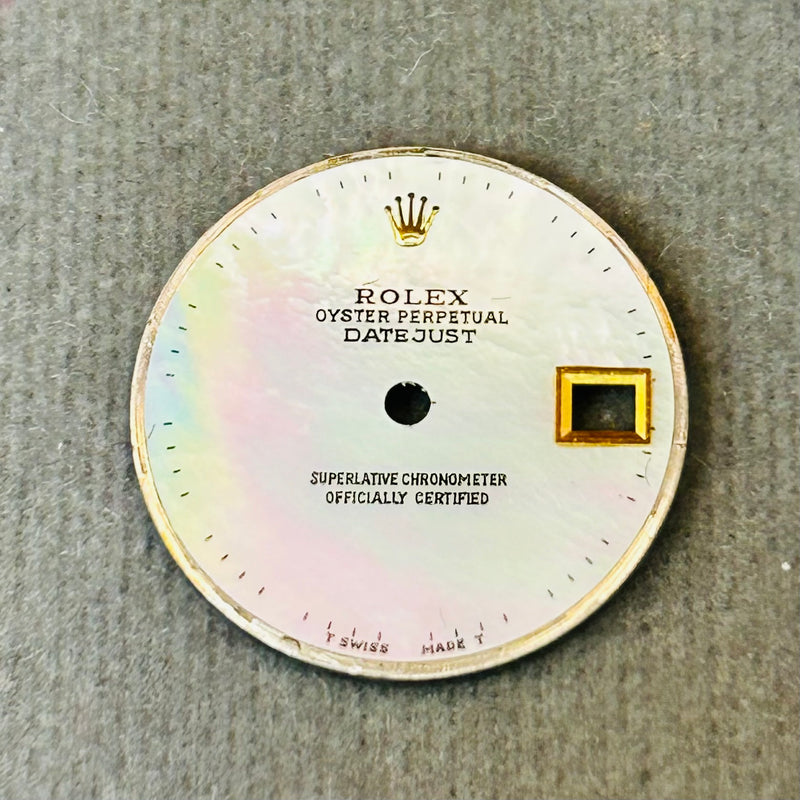 ROLEX
OYSTER PERPETUAL
DATEJUST
SUPERLATIVE CHRONOMETER
OFFICIALLY CERTIFIED
T SWISS MADE T